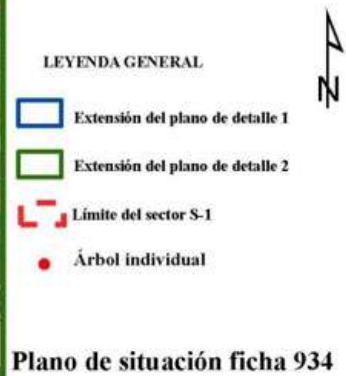 N
LEYENDA GENERAL
Extensión del plano de detalle 1
Extensión del plano de detalle 2
Límite del sector S-1
Árbol individual
Plano de situación ficha 934